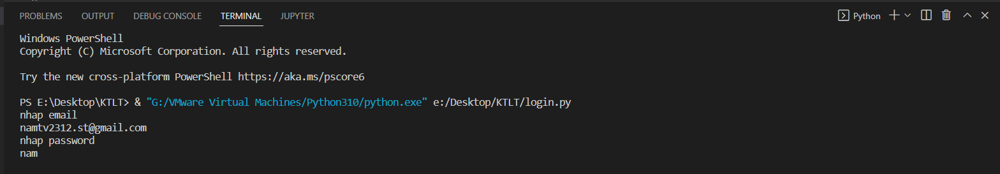 PROBLEMS OUTPUT DEBUG CONSOLE TERMINAL JUPYTER Python
Windows PowerShell
Copyright (C) Microsoft Corporation. All rights reserved.
Try the new cross-platform PowerShell https://aka.ms/pscore6
PS E:\Desktop\KTLT> & "G:/VMware Virtual Machines/Python310/python.exe" e:/Desktop/KTLT/login.py
nhap email
namtv2312.st@gmail.com
nhap password
nam